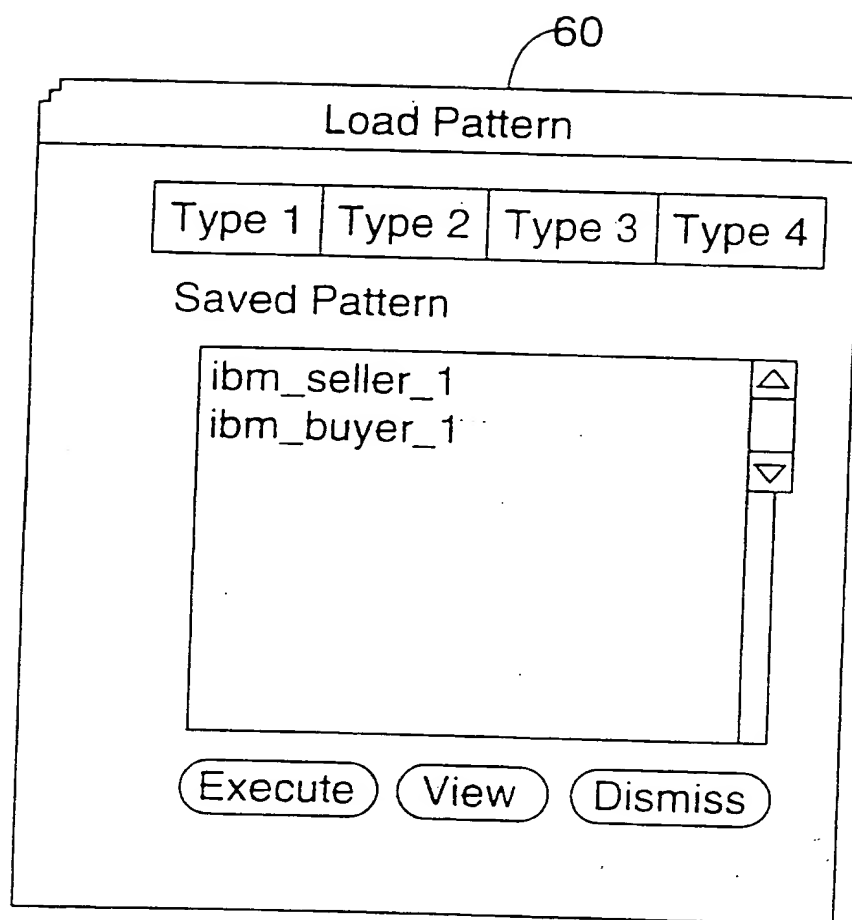 60
Load Pattern
Type 1 Type 2 Type 3 Type 4
Saved Pattern
ibm_seller_1
ibm_buyer_1
Execute View Dismiss